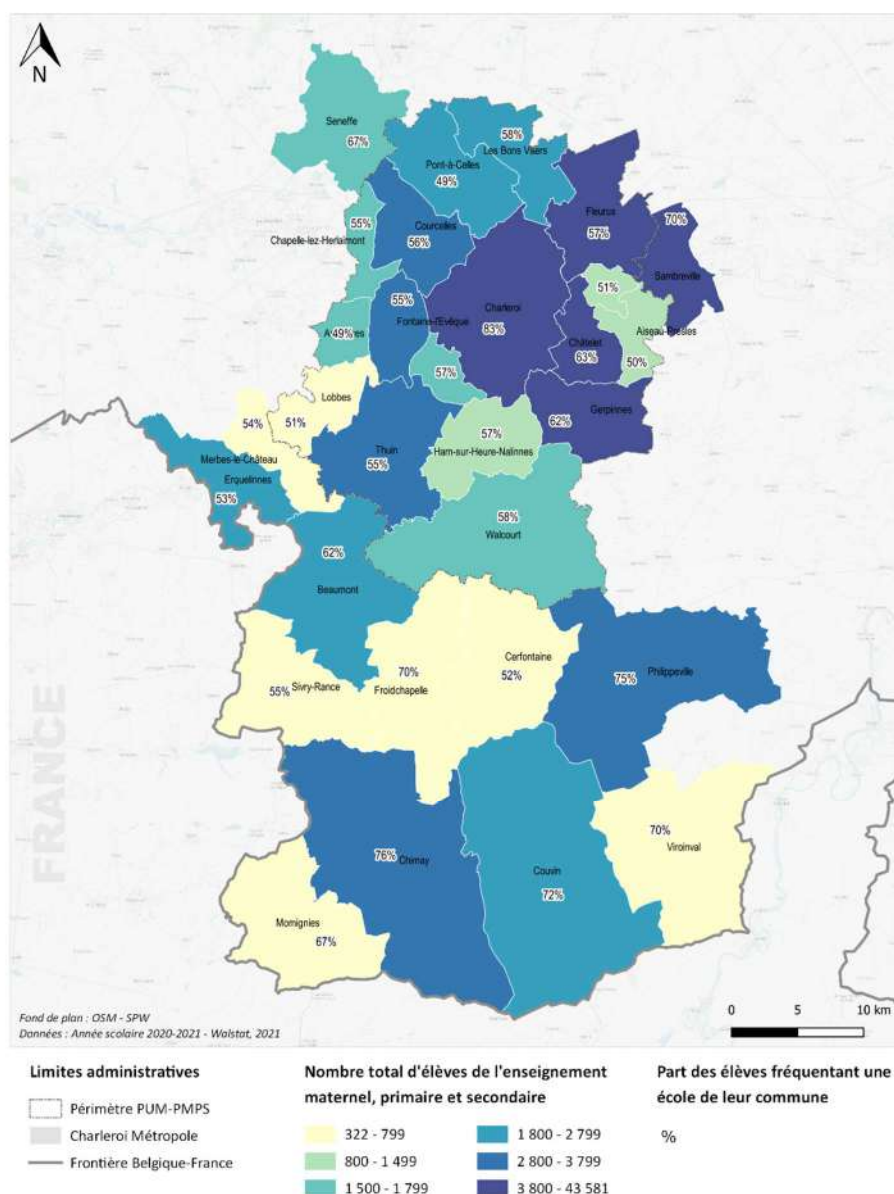 N
Seneffe
67%
58%
Les Bons Villers
Pont-à-Celles
49%
Fleurus
57%
70%
Sambreville
55%
Chapelle-lez-Herlaimont
Courcelles
56%
55%
Fontaine-l'Evêque
Charleroi
83%
51%
Aiseau-Presles
49%
Châtelet
63%
50%
57%
Lobbes
54%
51%
Gerpinnes
62%
57%
Ham-sur-Heure-Nalinnes
Thuin
55%
Merbes-le-Château
Erquelinnes
53%
58%
Walcourt
62%
Beaumont
70%
Froidchapelle
Cerfontaine
52%
Philippeville
75%
Sivry-Rance
55%
FRANCE
70%
Viroinval
76%
Chimay
Couvin
72%
Momignies
67%
Fond de plan : OSM - SPW
Données : Année scolaire 2020-2021 - Walstat, 2021
0 5 10 km
Limites administratives
Périmètre PUM-PMPS
Charleroi Métropole
Frontière Belgique-France
Nombre total d'élèves de l'enseignement
maternel, primaire et secondaire
322 - 799
800 - 1 499
1 500 - 1 799
1 800 - 2 799
2 800 - 3 799
3 800 - 43 581
Part des élèves fréquentant une
école de leur commune
%